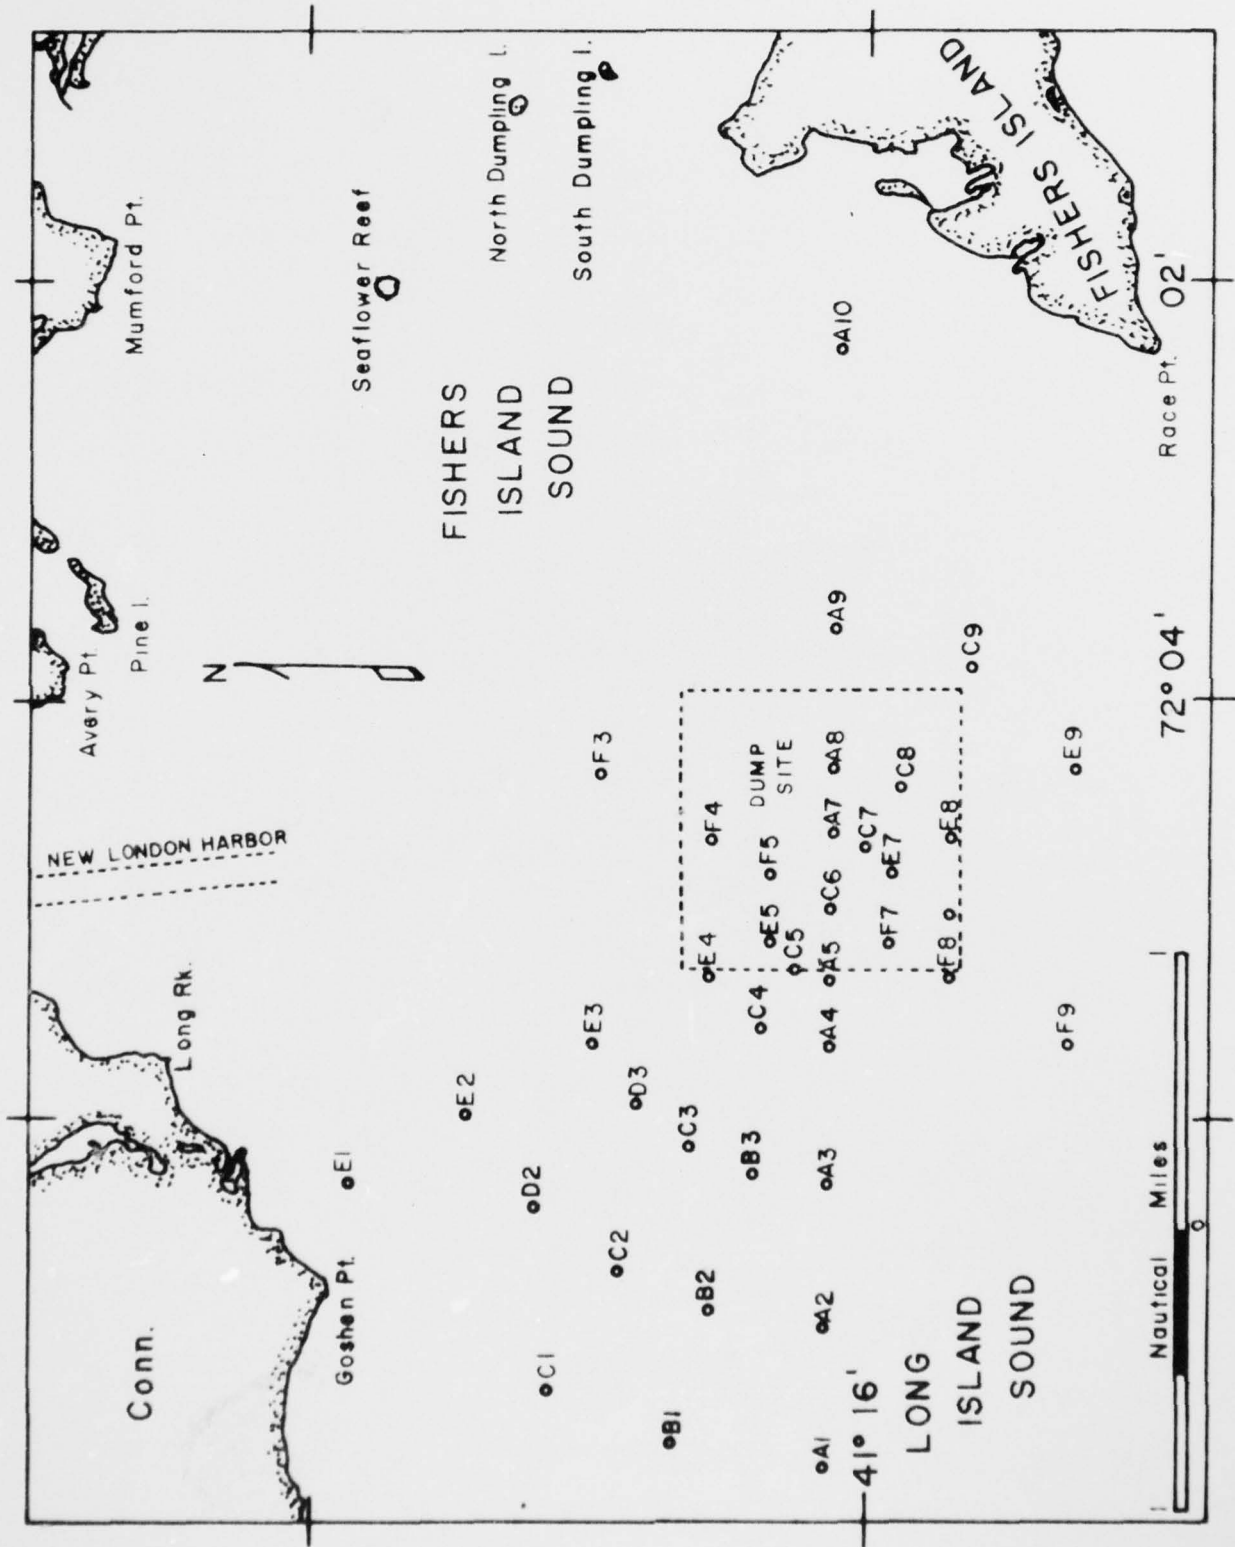 Conn.
Long Rk.
NEW LONDON HARBOR
Avery Pt.
Pine I.
Mumford Pt.
Goshen Pt.
N
Seaflower Reef
North Dumpling I.
South Dumpling I.
FISHERS
ISLAND
SOUND
FISHERS ISLAND
Race Pt.
E1
E2
D2
C1
C2
E3
F3
D3
B1
B2
C3
E4
F4
B3
C4
E5
F5
DUMP
SITE
C5
A1
A2
A3
A4
A5
C6
A7
A8
A9
A10
C7
F7
E7
C8
F8
E8
C9
F9
E9
41° 16'
LONG
ISLAND
SOUND
Nautical Miles
1
0
1
72° 04'
02'